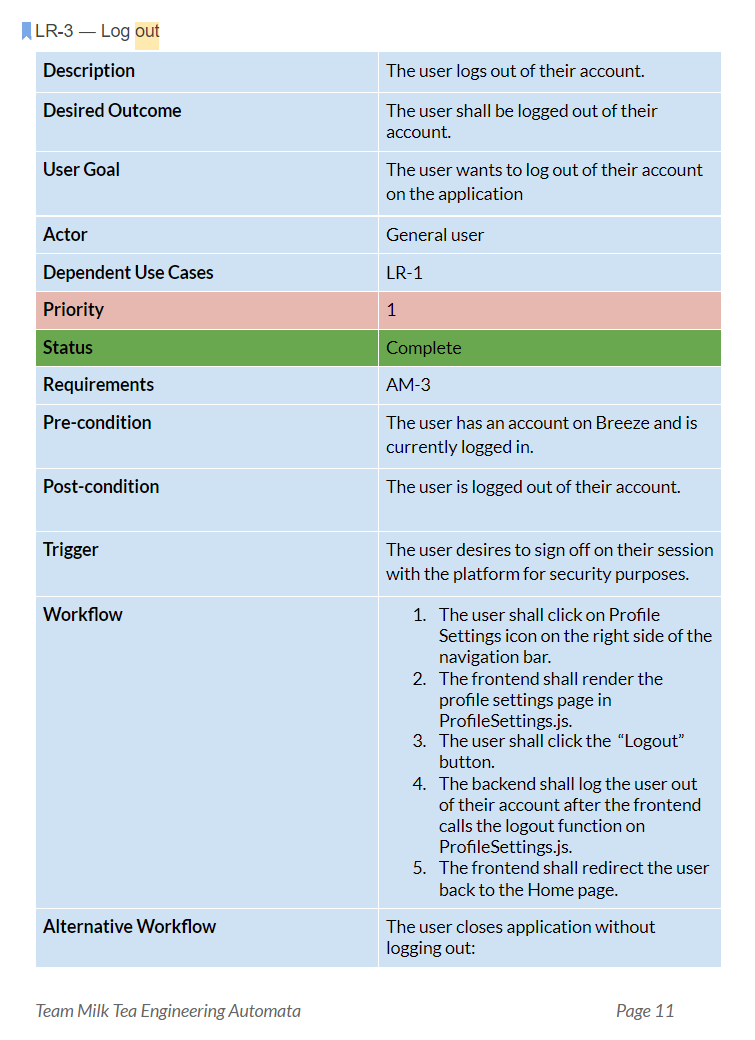 LR-3 — Log out
Description
The user logs out of their account.
Desired Outcome
The user shall be logged out of their
account.
User Goal
The user wants to log out of their account
on the application
Actor
General user
Dependent Use Cases
LR-1
Priority
1
Status
Complete
Requirements
AM-3
Pre-condition
The user has an account on Breeze and is
currently logged in.
Post-condition
The user is logged out of their account.
Trigger
The user desires to sign off on their session
with the platform for security purposes.
Workflow
1. The user shall click on Profile
Settings icon on the right side of the
navigation bar.
2. The frontend shall render the
profile settings page in
ProfileSettings.js.
3. The user shall click the “Logout”
button.
4. The backend shall log the user out
of their account after the frontend
calls the logout function on
ProfileSettings.js.
5. The frontend shall redirect the user
back to the Home page.
Alternative Workflow
The user closes application without
logging out:
Team Milk Tea Engineering Automata
Page 11